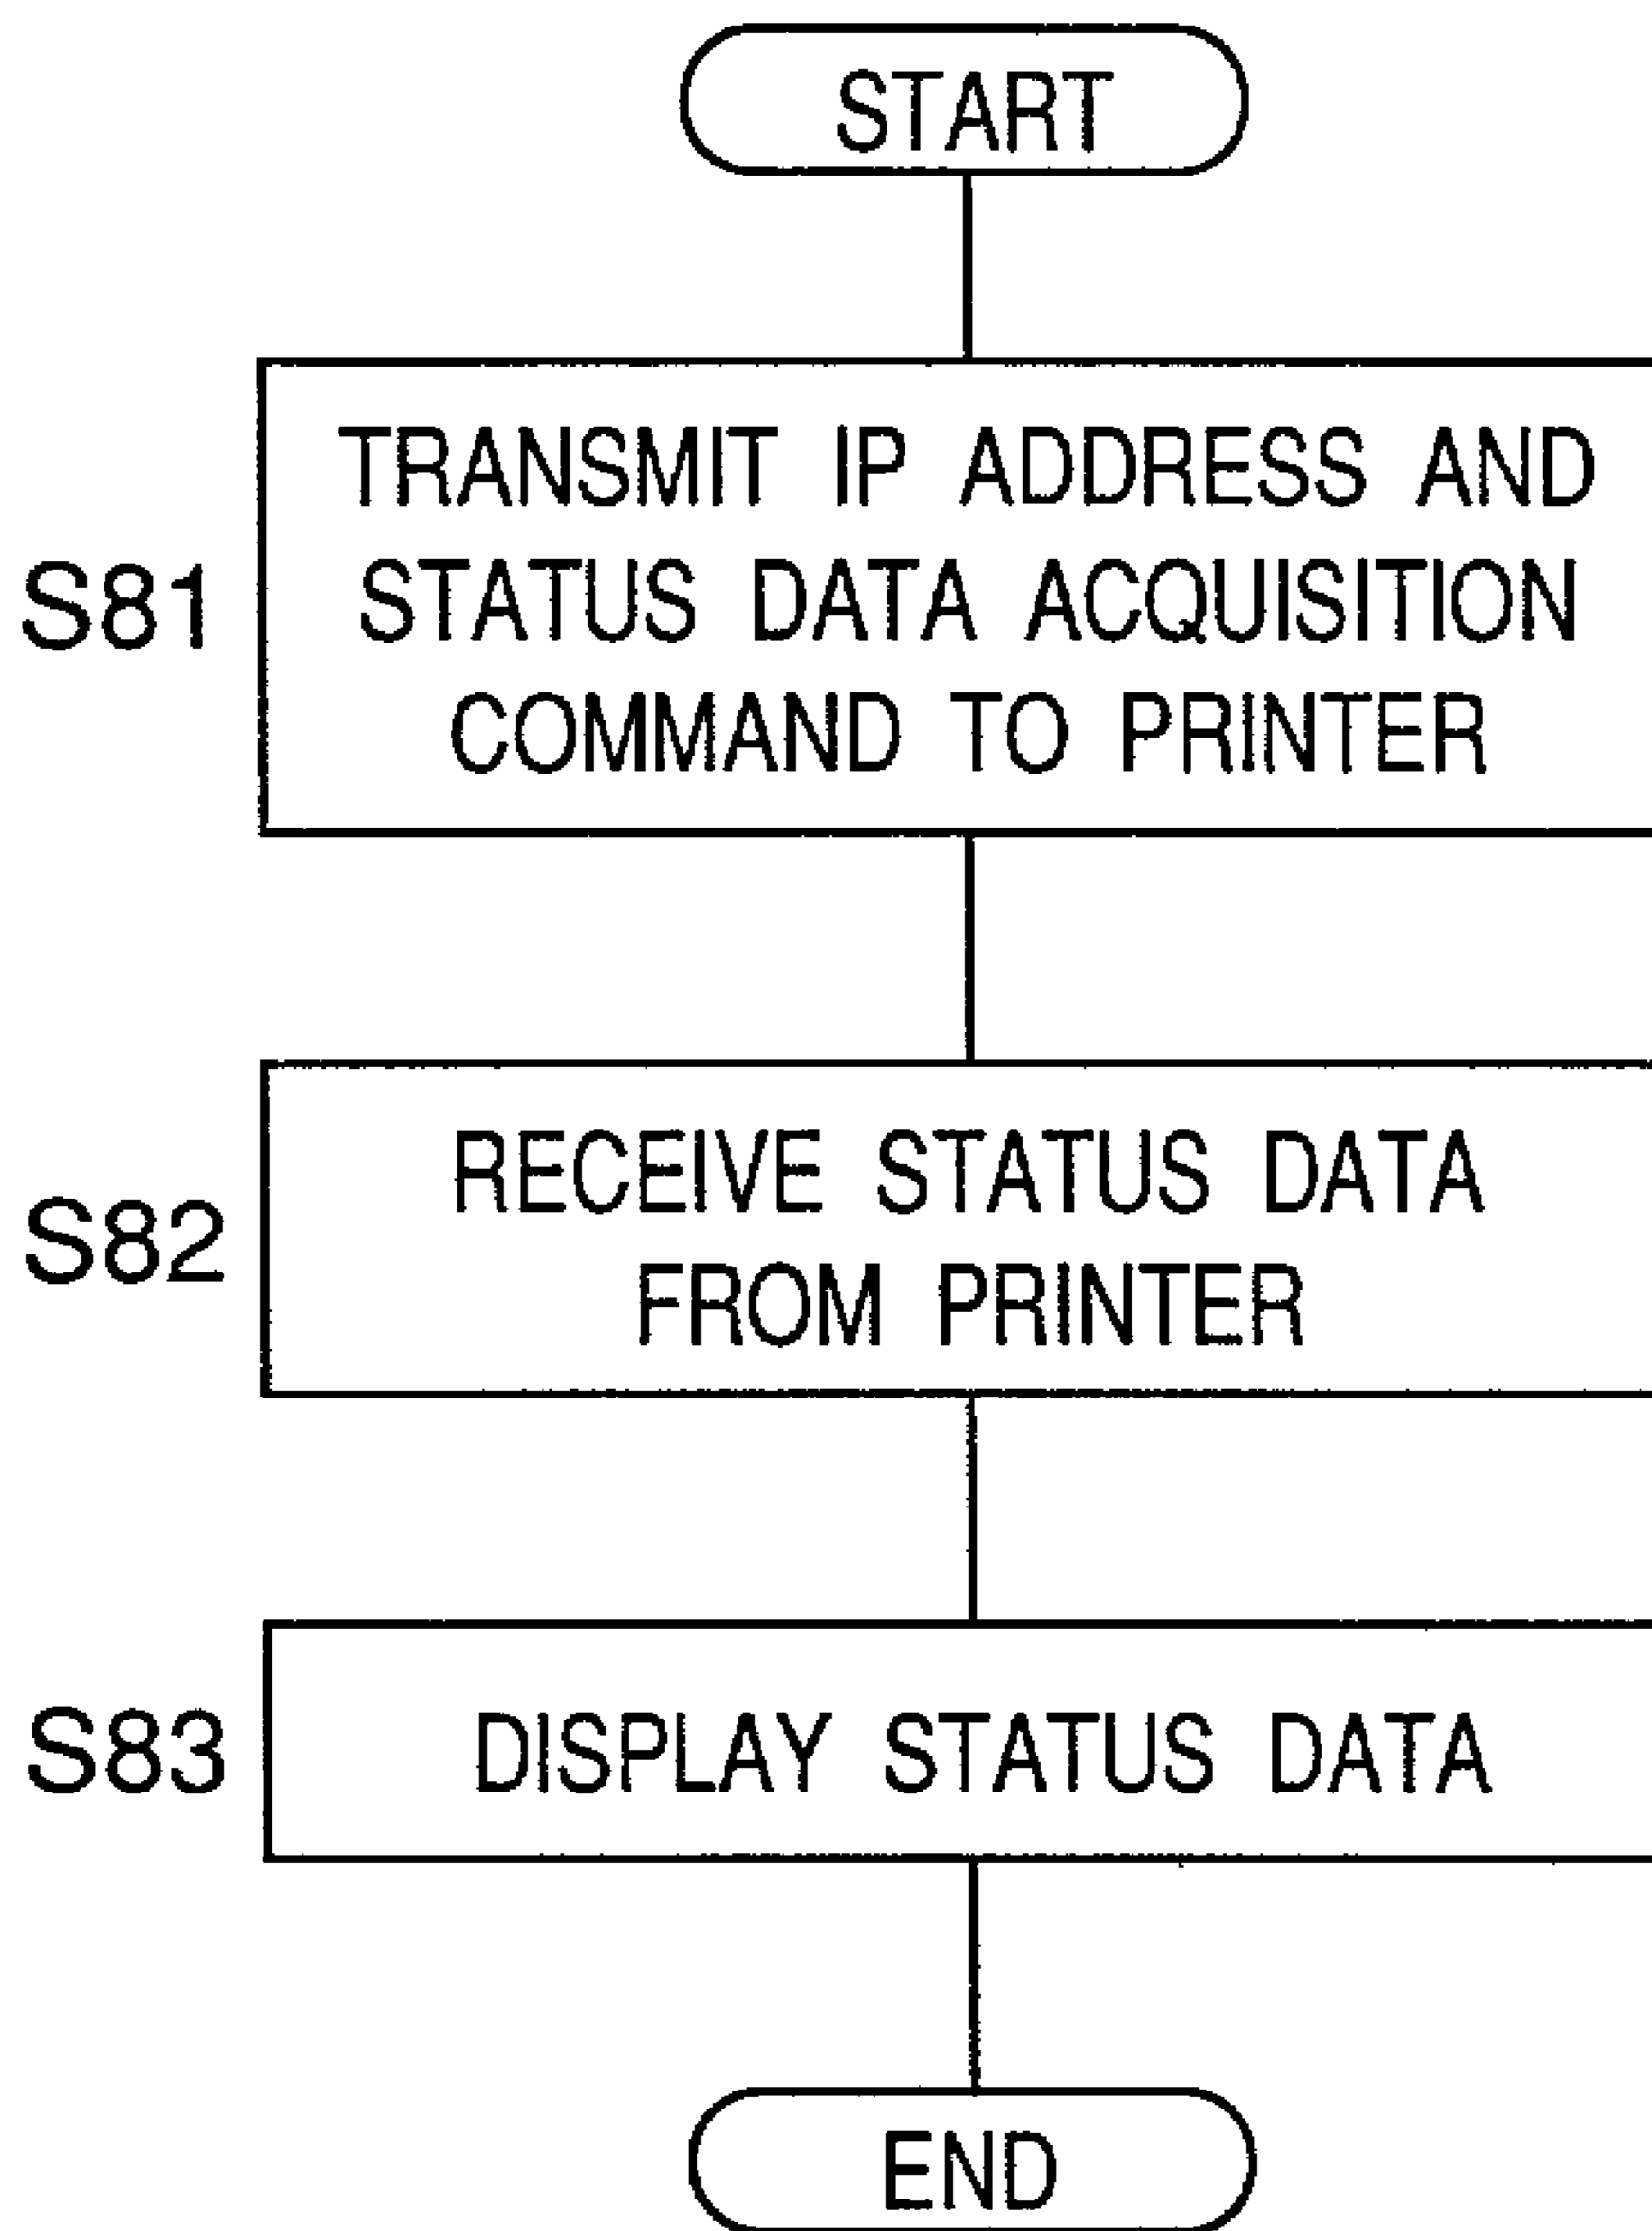 START
TRANSMIT IP ADDRESS AND
S81
STATUS DATA ACQUISITION
COMMAND TO PRINTER
RECEIVE STATUS DATA
S82
FROM PRINTER
S83
DISPLAY STATUS DATA
END